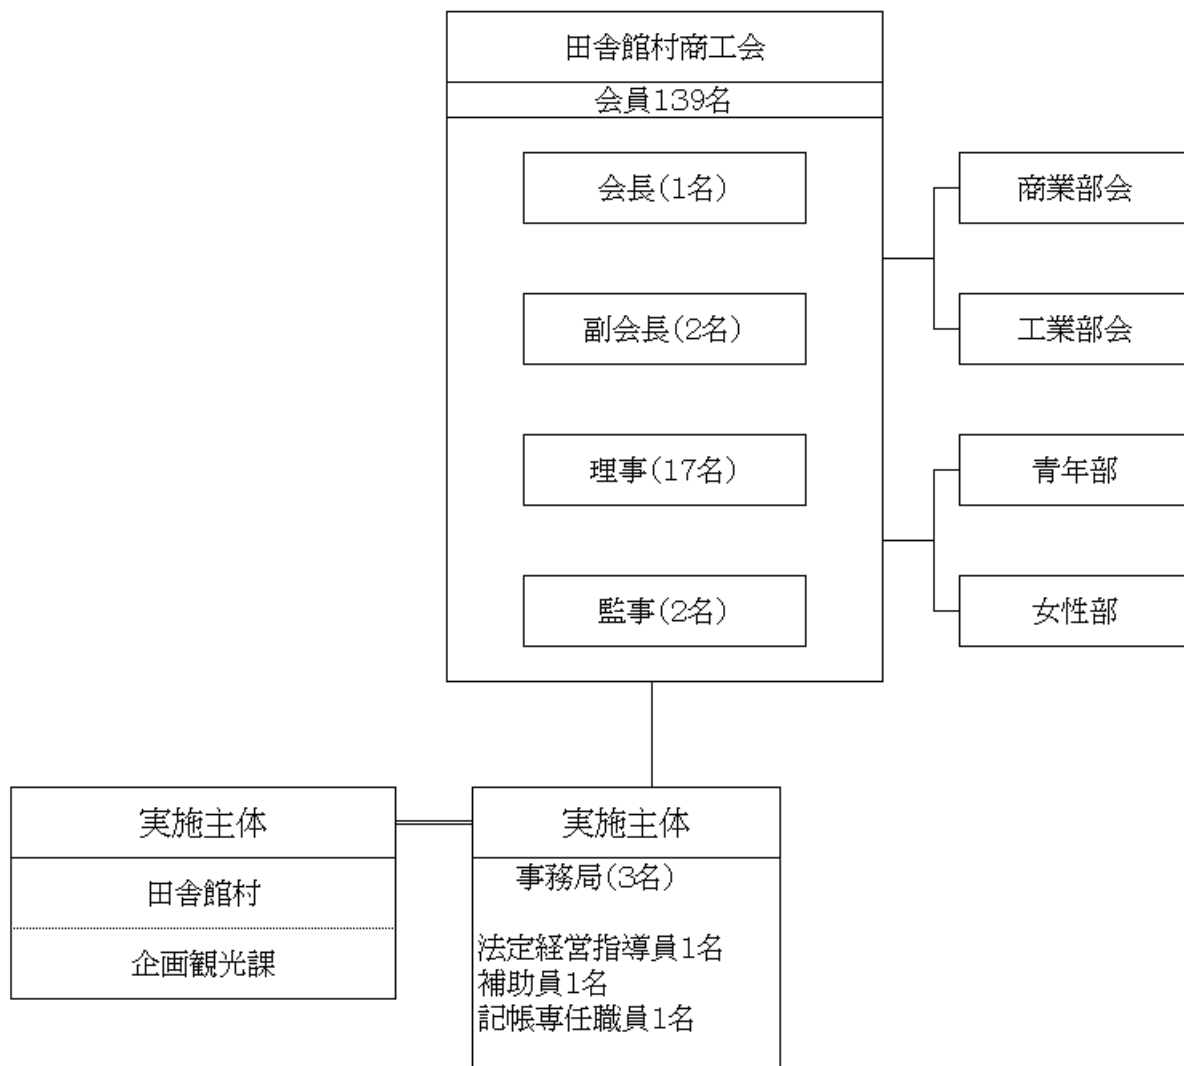 田舎館村商工会
会員139名
会長(1名)
副会長(2名)
理事(17名)
監事(2名)
商業部会
工業部会
青年部
女性部
実施主体
田舎館村
企画観光課
実施主体
事務局(3名)
法定経営指導員1名
補助員1名
記帳専任職員1名